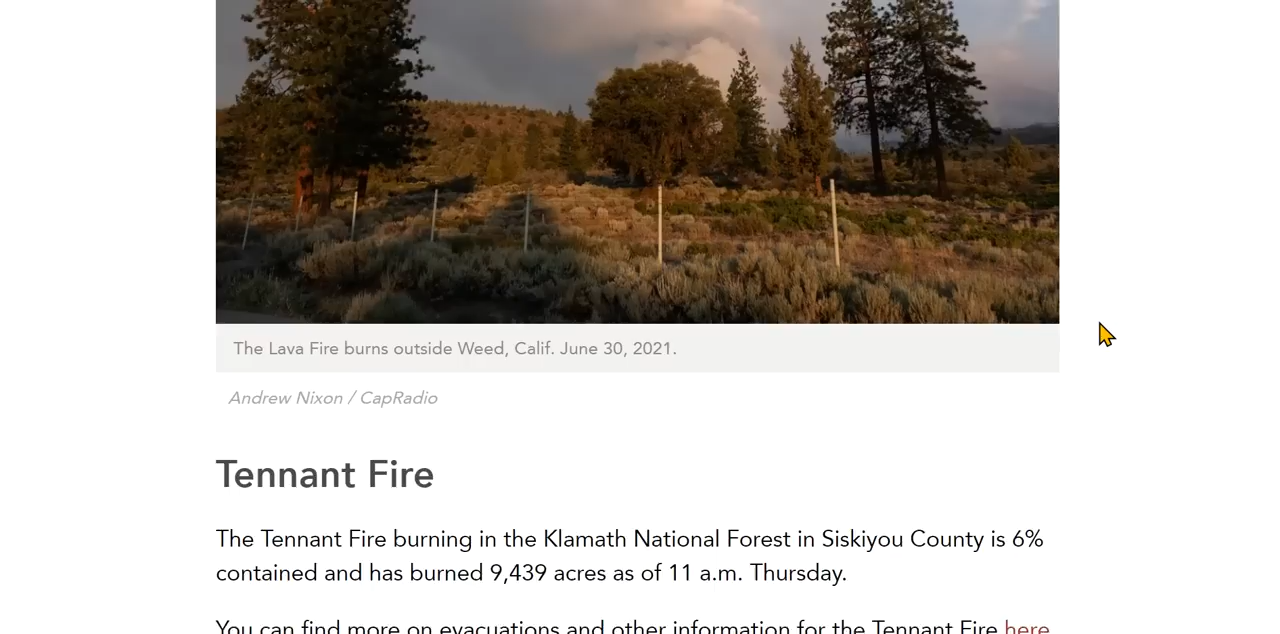 The Lava Fire burns outside Weed, Calif. June 30, 2021.
Andrew Nixon / CapRadio
Tennant Fire
The Tennant Fire burning in the Klamath National Forest in Siskiyou County is 6%
contained and has burned 9,439 acres as of 11 a.m. Thursday.
You can find more on evacuations and other information for the Tennant Fire here